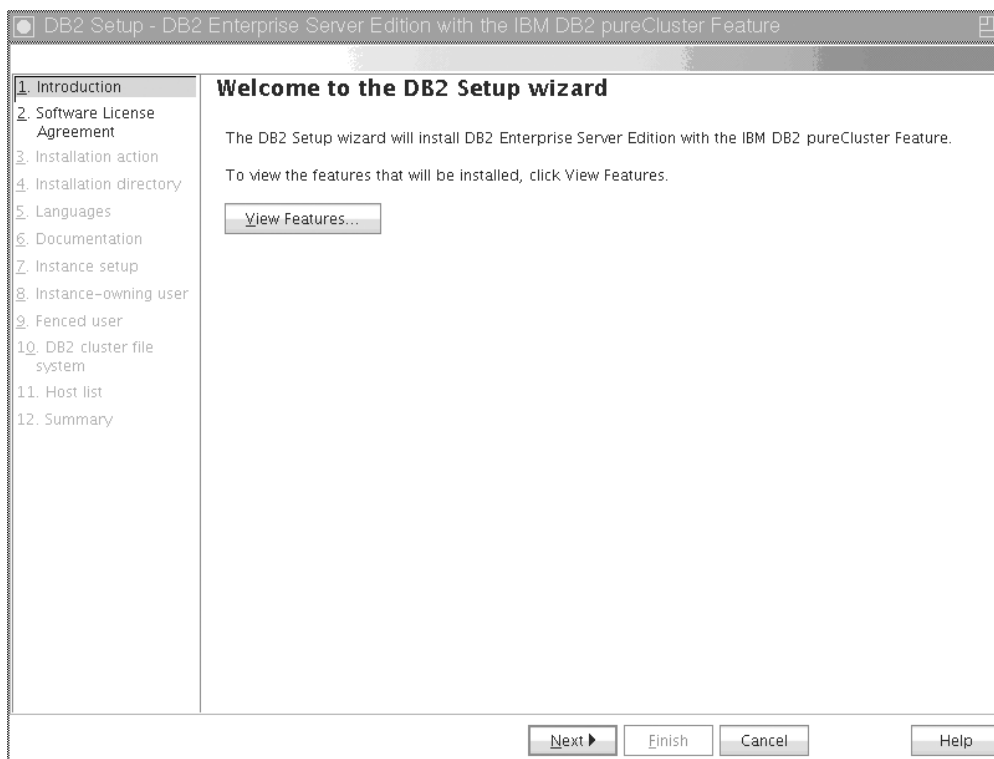 DB2 Setup - DB2 Enterprise Server Edition with the IBM DB2 pureCluster Feature
1. Introduction
2. Software License
Agreement
3. Installation action
4. Installation directory
5. Languages
6. Documentation
7. Instance setup
8. Instance-owning user
9. Fenced user
10. DB2 cluster file
system
11. Host list
12. Summary
Welcome to the DB2 Setup wizard
The DB2 Setup wizard will install DB2 Enterprise Server Edition with the IBM DB2 pureCluster Feature.
To view the features that will be installed, click View Features.
View Features...
Next
Finish
Cancel
Help